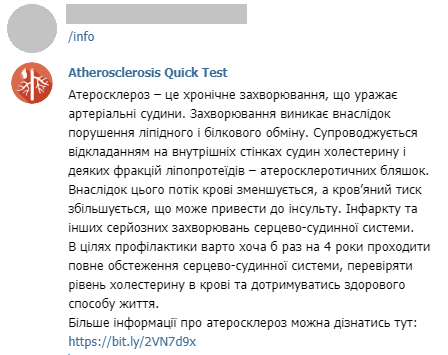 /info
Atherosclerosis Quick Test
Атеросклероз – це хронічне захворювання, що уражає
артеріальні судини. Захворювання виникає внаслідок
порушення ліпідного і білкового обміну. Супроводжується
відкладанням на внутрішніх стінках судин холестерину і
деяких фракцій ліпопротеїдів – атеросклеротичних бляшок.
Внаслідок цього потік крові зменшується, а кров’яний тиск
збільшується, що може привести до інсульту. Інфаркту та
інших серйозних захворювань серцево-судинної системи.
В цілях профілактики варто хоча б раз на 4 роки проходити
повне обстеження серцево-судинної системи, перевіряти
рівень холестерину в крові та дотримуватись здорового
способу життя.
Більше інформації про атеросклероз можна дізнатись тут:
https://bit.ly/2VN7d9x